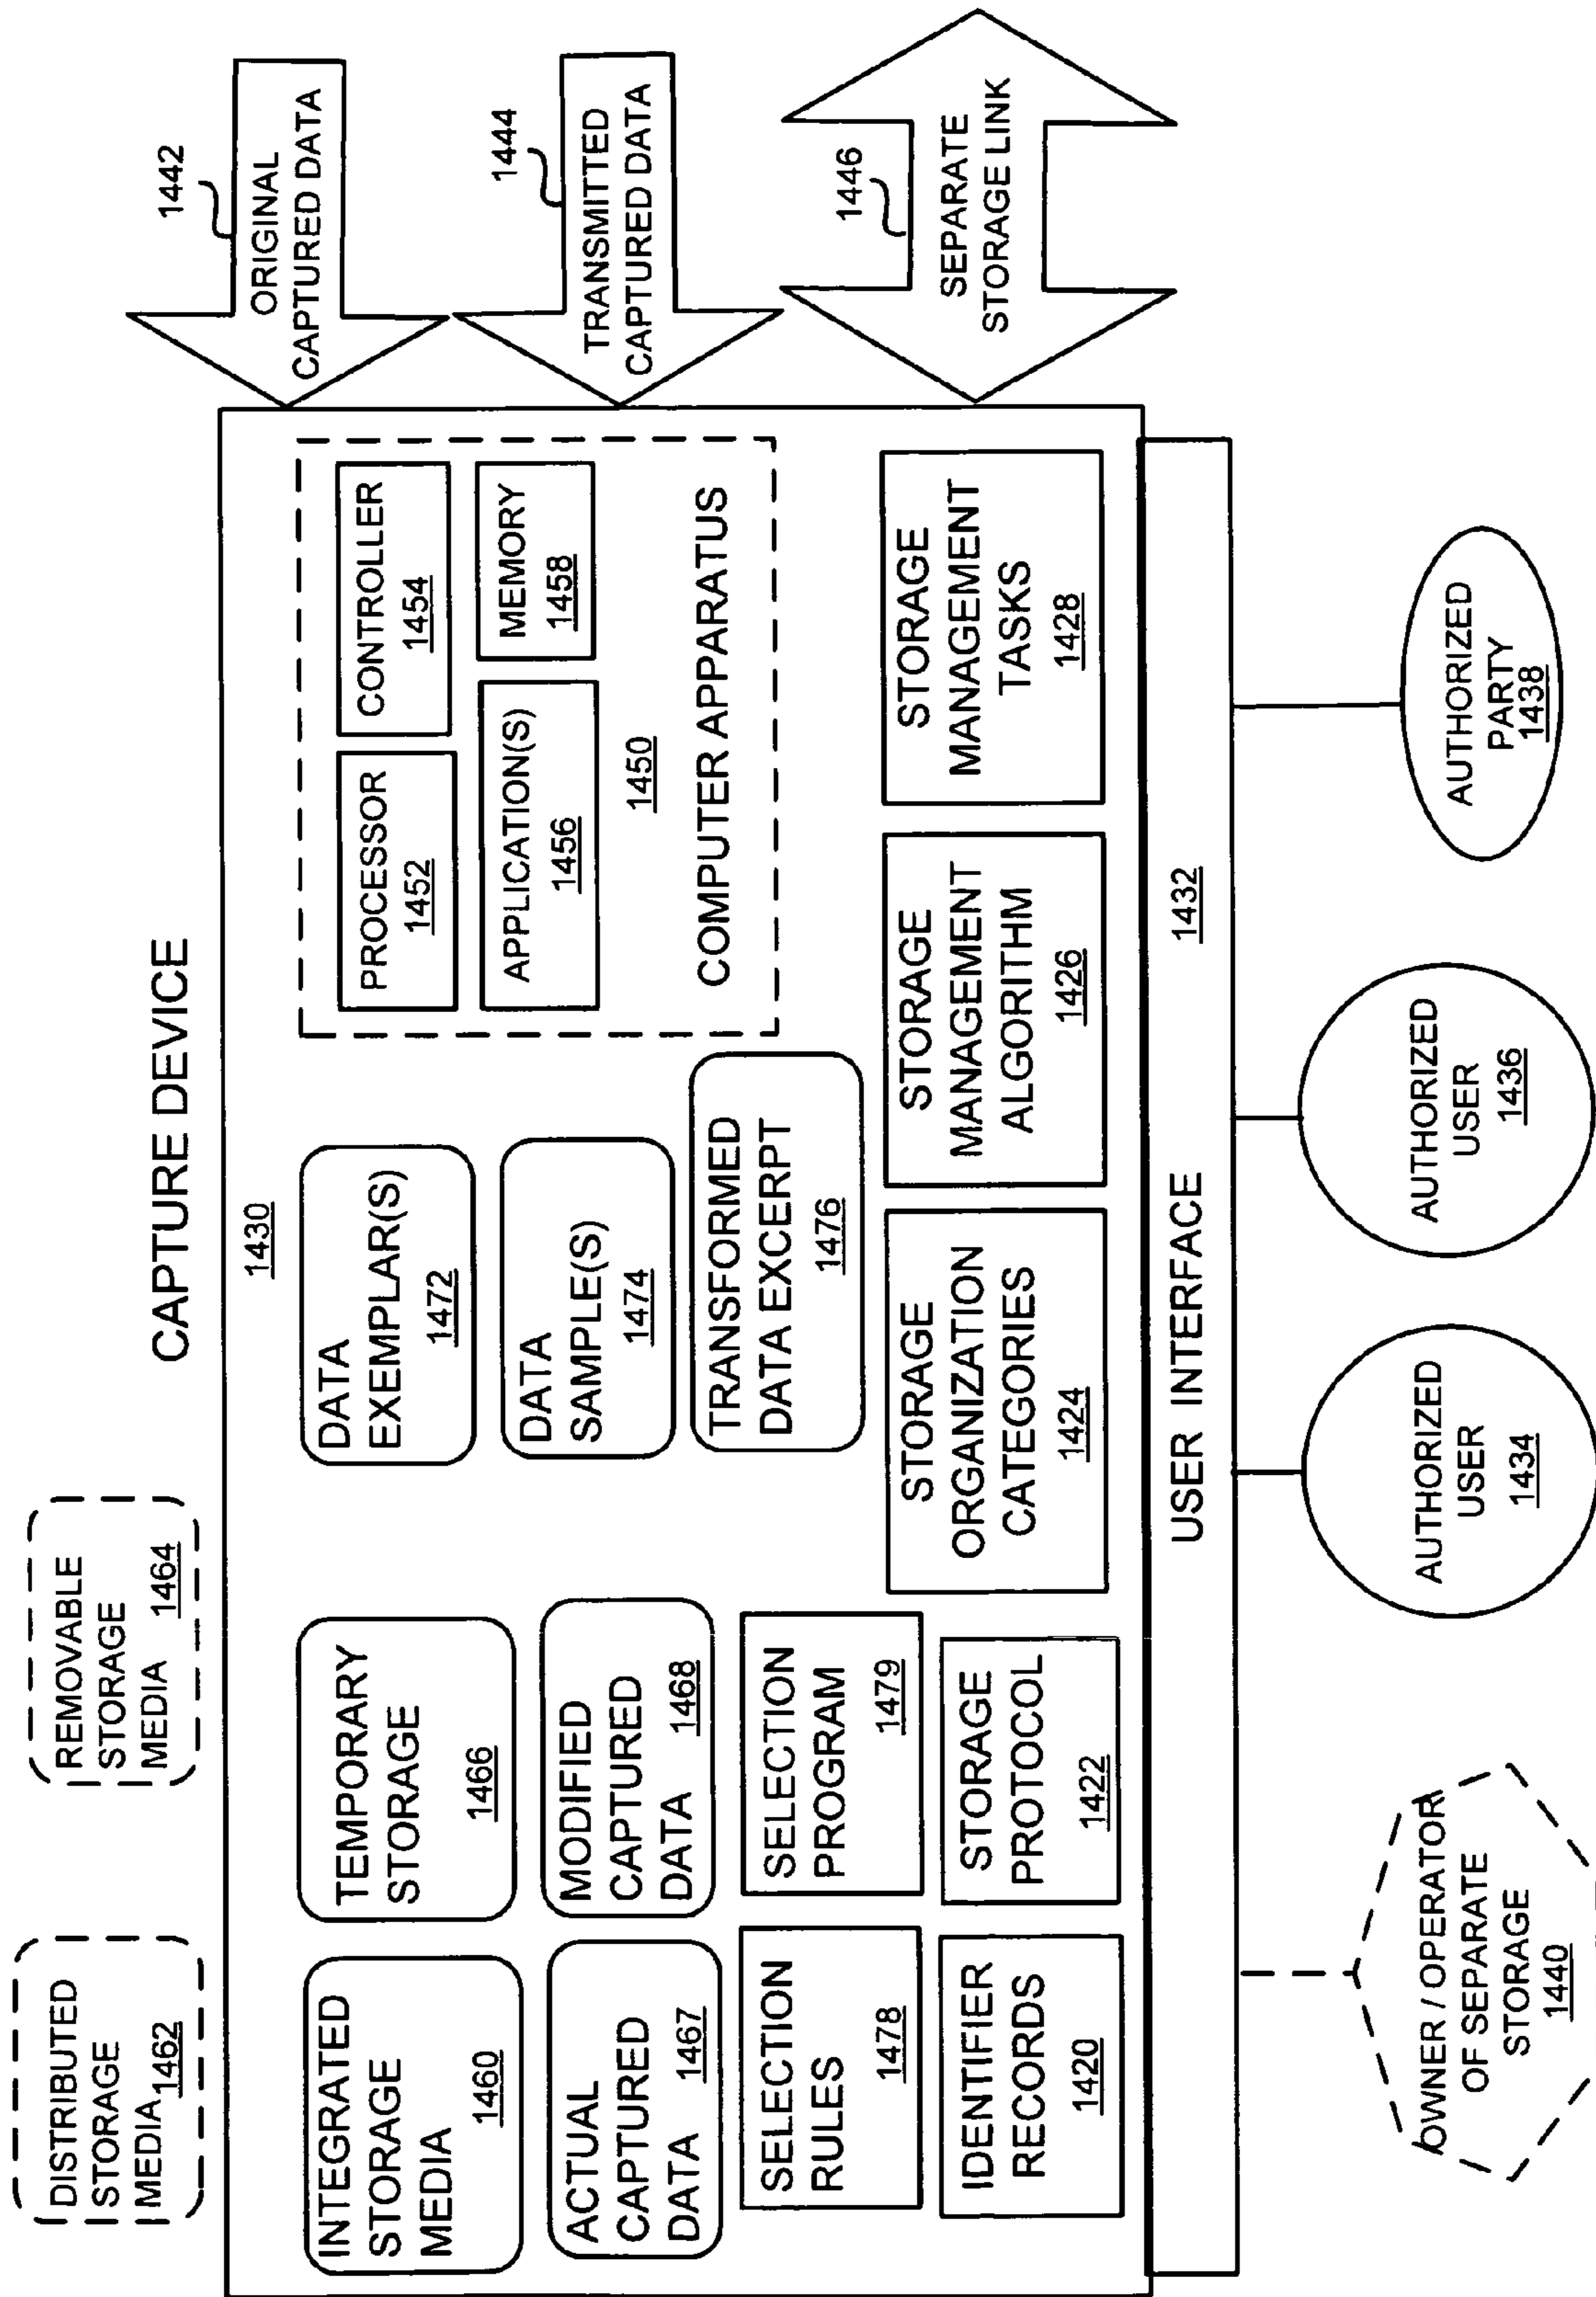 CAPTURE DEVICE
DISTRIBUTED
STORAGE
MEDIA 1462
REMOVABLE
STORAGE
MEDIA 1464
1430
INTEGRATED
STORAGE
MEDIA
1460
TEMPORARY
STORAGE
1466
DATA
EXEMPLAR(S)
1472
PROCESSOR
1452
CONTROLLER
1454
APPLICATION(S)
1456
MEMORY
1458
1450
COMPUTER APPARATUS
ACTUAL
CAPTURED
DATA 1467
MODIFIED
CAPTURED
DATA 1468
DATA
SAMPLE(S)
1474
TRANSFORMED
DATA EXCERPT
1476
SELECTION
RULES
1478
SELECTION
PROGRAM
1479
IDENTIFIER
RECORDS
1420
STORAGE
PROTOCOL
1422
STORAGE
ORGANIZATION
CATEGORIES
1424
STORAGE
MANAGEMENT
ALGORITHM
1426
STORAGE
MANAGEMENT
TASKS
1428
1442
ORIGINAL
CAPTURED DATA
1444
TRANSMITTED
CAPTURED DATA
1446
SEPARATE
STORAGE LINK
USER INTERFACE 1432
OWNER / OPERATOR
OF SEPARATE
STORAGE
1440
AUTHORIZED
USER
1434
AUTHORIZED
USER
1436
AUTHORIZED
PARTY
1438